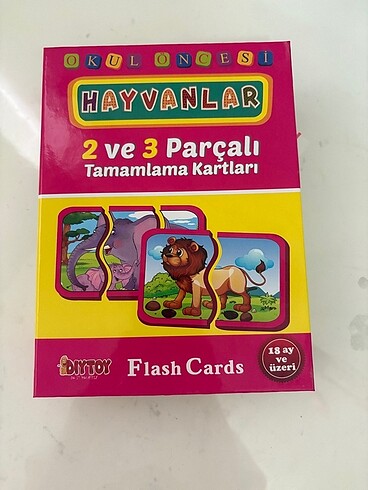 OKUL ÖNCESİ
HAYVANLAR
2 ve 3 Parçalı
Tamamlama Kartları
DIYTOY
Flash Cards
18 ay
ve
üzeri